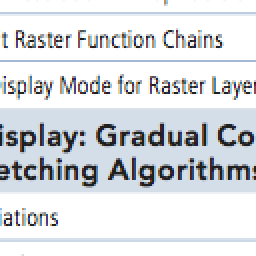 t Raster Function Chains
isplay Mode for Raster Layer
isplay: Gradual Co
etching Algorithms
iations